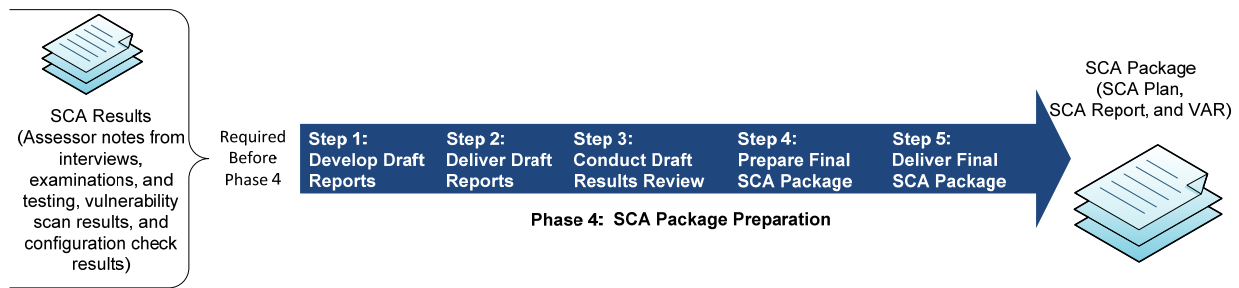 SCA Results
(Assessor notes from
interviews,
examinations, and
testing, vulnerability
scan results, and
configuration check
results)
Required
Before
Phase 4
Step 1:
Develop Draft
Reports
Step 2:
Deliver Draft
Reports
Step 3:
Conduct Draft
Results Review
Step 4:
Prepare Final
SCA Package
Step 5:
Deliver Final
SCA Package
Phase 4: SCA Package Preparation
SCA Package
(SCA Plan,
SCA Report, and VAR)